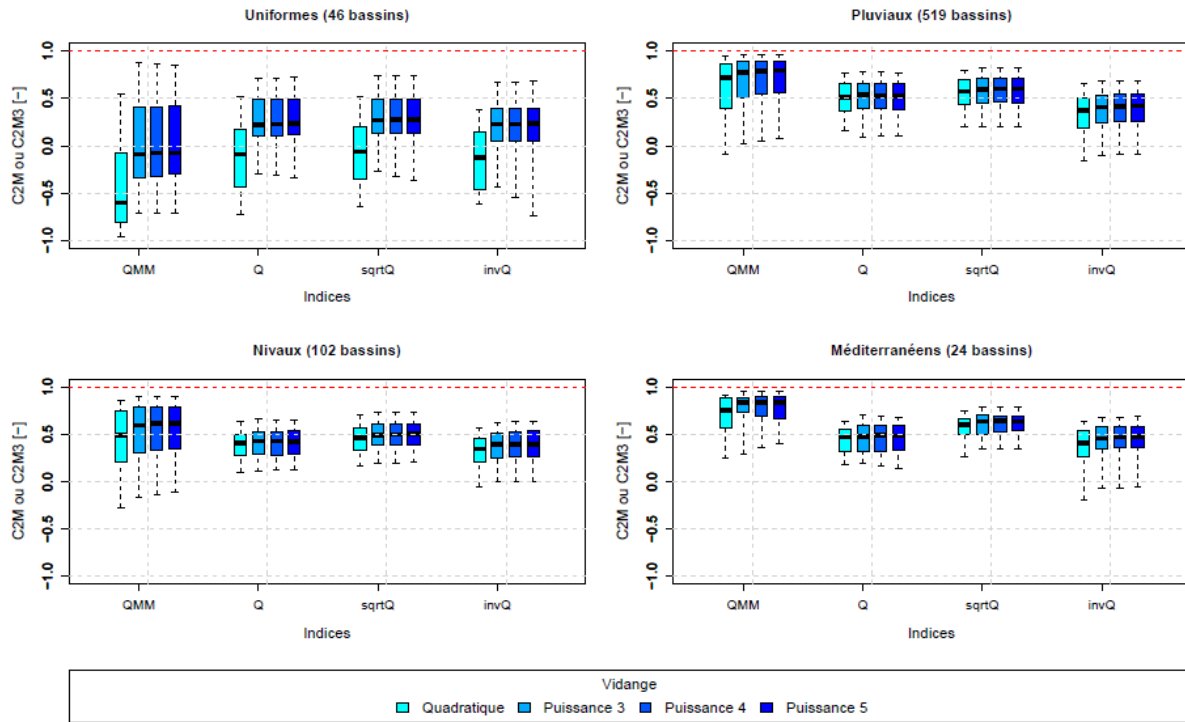 Uniformes (46 bassins)
C2M ou C2M3 [−]
1.0
0.5
0.0
−0.5
−1.0
QMM Q sqrtQ invQ
Indices
Pluviaux (519 bassins)
C2M ou C2M3 [−]
1.0
0.5
0.0
−0.5
−1.0
QMM Q sqrtQ invQ
Indices
Nivaux (102 bassins)
C2M ou C2M3 [−]
1.0
0.5
0.0
−0.5
−1.0
QMM Q sqrtQ invQ
Indices
Méditerranéens (24 bassins)
C2M ou C2M3 [−]
1.0
0.5
0.0
−0.5
−1.0
QMM Q sqrtQ invQ
Indices
Vidange
Quadratique Puissance 3 Puissance 4 Puissance 5